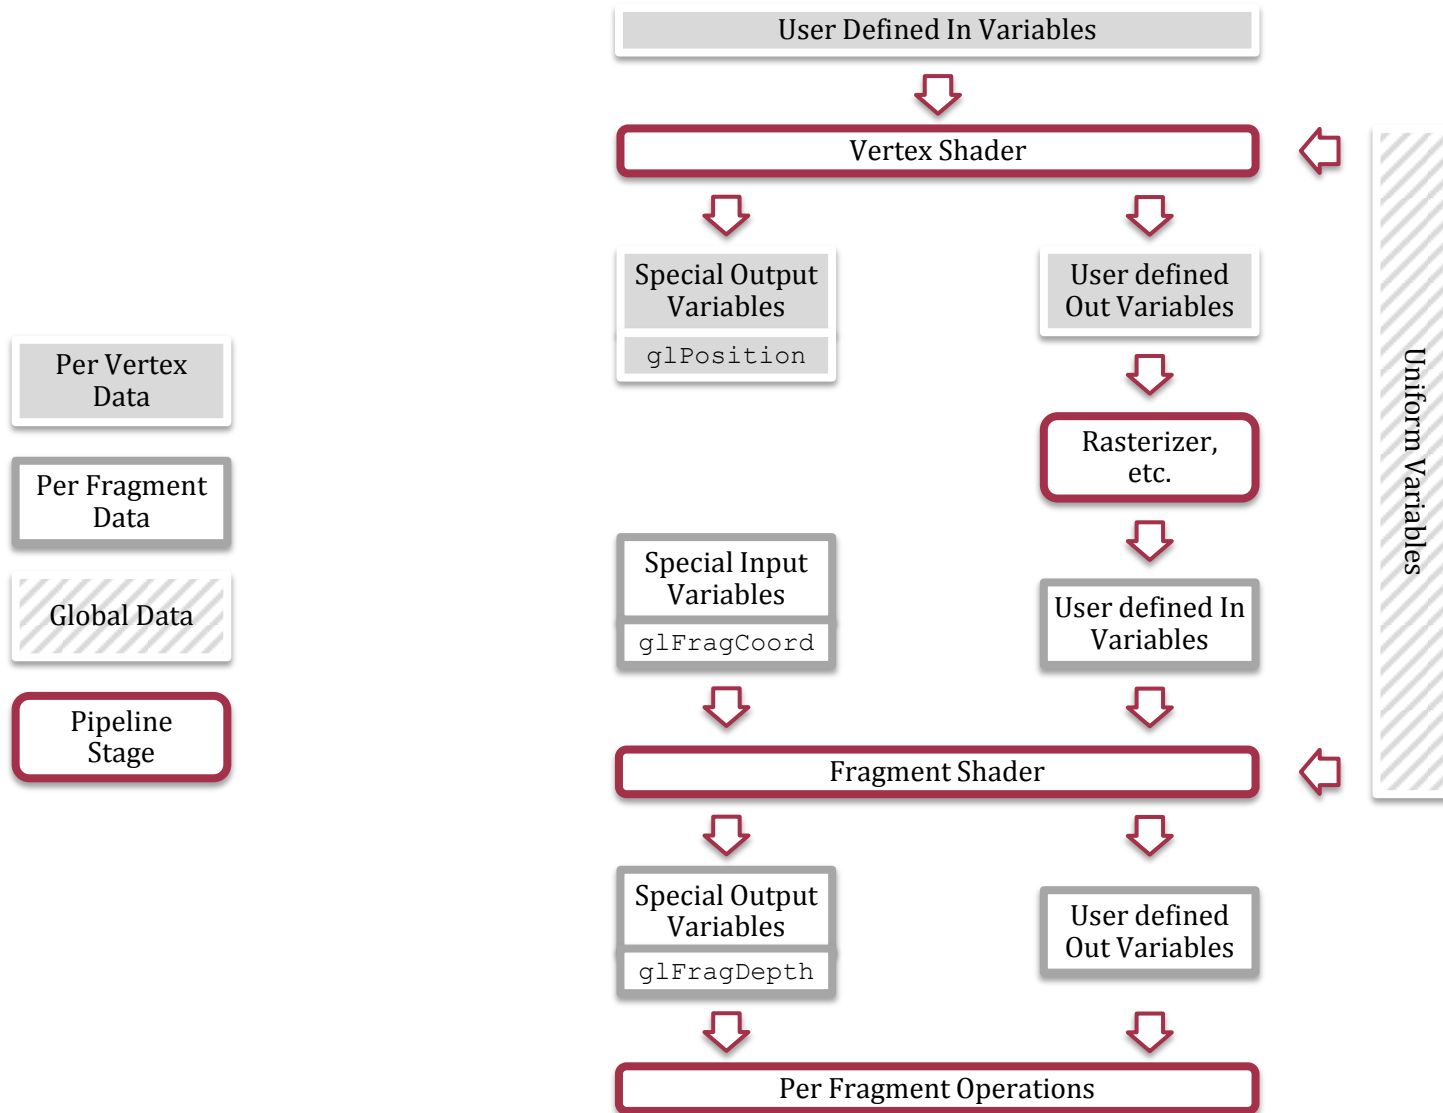 User Defined In Variables
Vertex Shader
Special Output
Variables
glPosition
User defined
Out Variables
Per Vertex
Data
Per Fragment
Data
Global Data
Pipeline
Stage
Rasterizer,
etc.
Special Input
Variables
glFragCoord
User defined In
Variables
Uniform Variables
Fragment Shader
Special Output
Variables
glFragDepth
User defined
Out Variables
Per Fragment Operations